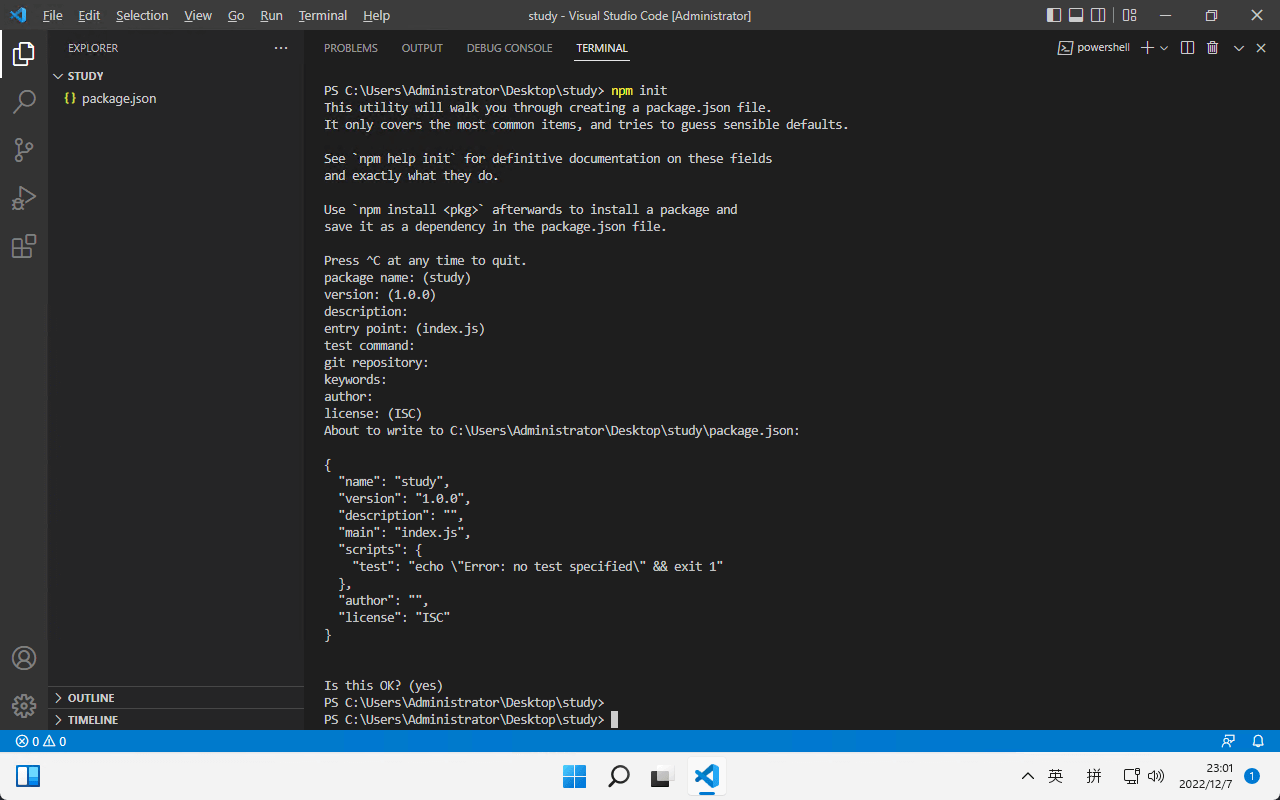 File Edit Selection View Go Run Terminal Help study - Visual Studio Code [Administrator]
EXPLORER
STUDY
{} package.json
OUTLINE
TIMELINE
PROBLEMS OUTPUT DEBUG CONSOLE TERMINAL powershell
PS C:\Users\Administrator\Desktop\study> npm init
This utility will walk you through creating a package.json file.
It only covers the most common items, and tries to guess sensible defaults.
See `npm help init` for definitive documentation on these fields
and exactly what they do.
Use `npm install <pkg>` afterwards to install a package and
save it as a dependency in the package.json file.
Press ^C at any time to quit.
package name: (study)
version: (1.0.0)
description:
entry point: (index.js)
test command:
git repository:
keywords:
author:
license: (ISC)
About to write to C:\Users\Administrator\Desktop\study\package.json:
{
  "name": "study",
  "version": "1.0.0",
  "description": "",
  "main": "index.js",
  "scripts": {
    "test": "echo \"Error: no test specified\" && exit 1"
  },
  "author": "",
  "license": "ISC"
}
Is this OK? (yes)
PS C:\Users\Administrator\Desktop\study>
PS C:\Users\Administrator\Desktop\study>
0 0
英 拼 23:01
2022/12/7 1